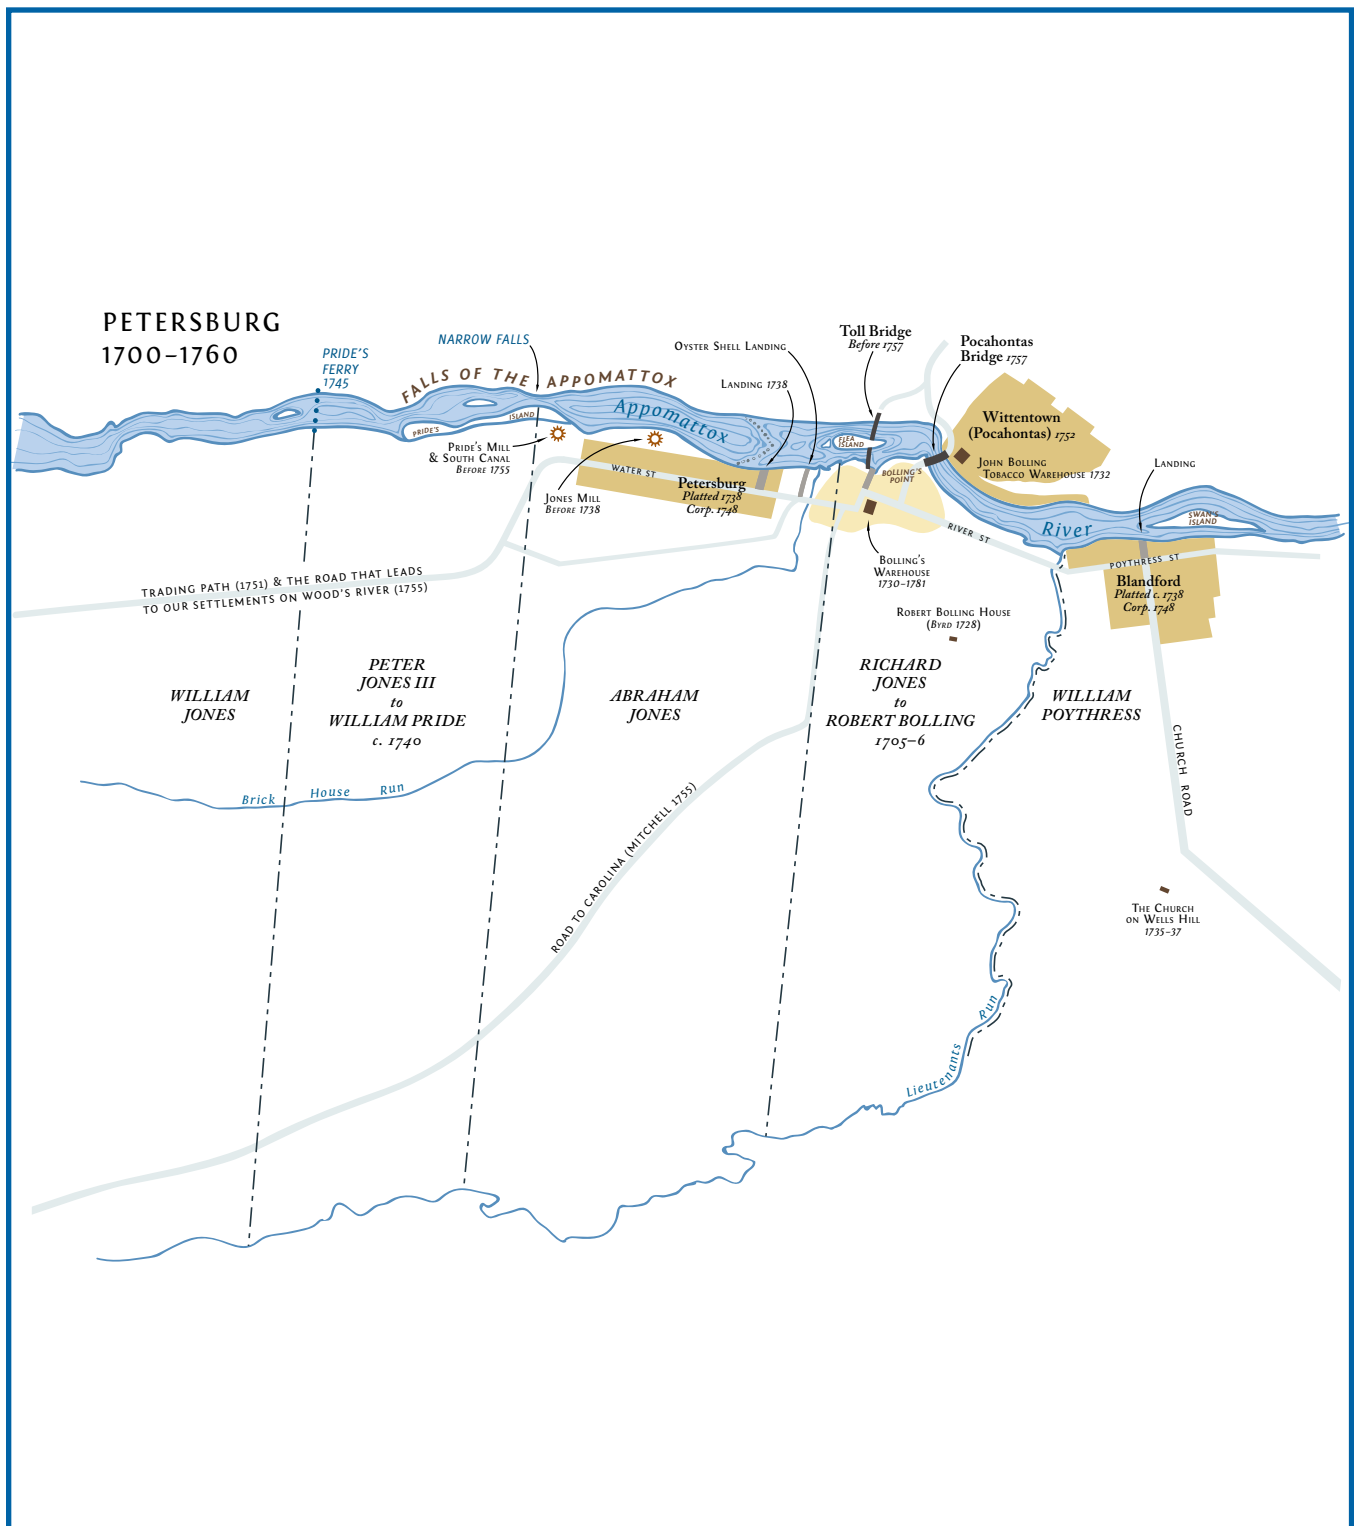 PETERSBURG
1700–1760
PRIDE'S
FERRY
1745
NARROW FALLS
FALLS OF THE APPOMATTOX
OYSTER SHELL LANDING
LANDING 1738
Toll Bridge
Before 1757
Pocahontas
Bridge 1757
Wittentown
(Pocahontas) 1752
JOHN BOLLING
TOBACCO WAREHOUSE 1732
LANDING
Appomattox
River
PRIDE'S
ISLAND
FLEA
ISLAND
BOLLING'S
POINT
SWAN'S
ISLAND
PRIDE'S MILL
& SOUTH CANAL
BEFORE 1755
JONES MILL
BEFORE 1738
WATER ST
Petersburg
Platted 1738
Corp. 1748
RIVER ST
POYTHRESS ST
Blandford
Platted c. 1738
Corp. 1748
BOLLING'S
WAREHOUSE
1730–1781
ROBERT BOLLING HOUSE
(BYRD 1728)
TRADING PATH (1751) & THE ROAD THAT LEADS
TO OUR SETTLEMENTS ON WOOD'S RIVER (1755)
WILLIAM
JONES
PETER
JONES III
to
WILLIAM PRIDE
c. 1740
ABRAHAM
JONES
RICHARD
JONES
to
ROBERT BOLLING
1705–6
WILLIAM
POYTHRESS
CHURCH ROAD
Brick House Run
ROAD TO CAROLINA (MITCHELL 1755)
THE CHURCH
ON WELLS HILL
1735–37
Lieutenants Run